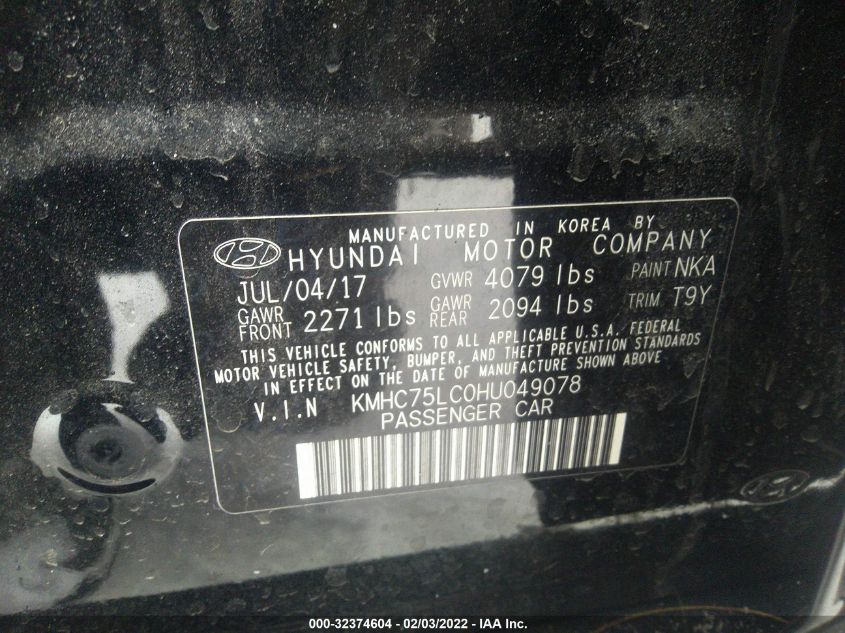 MANUFACTURED IN KOREA BY
HYUNDAI MOTOR COMPANY
JUL/04/17 GVWR 4079 lbs PAINT NKA
GAWR FRONT 2271 lbs GAWR REAR 2094 lbs TRIM T9Y
THIS VEHICLE CONFORMS TO ALL APPLICABLE U.S.A. FEDERAL
MOTOR VEHICLE SAFETY, BUMPER, AND THEFT PREVENTION STANDARDS
IN EFFECT ON THE DATE OF MANUFACTURE SHOWN ABOVE
V.I.N KMHC75LC0HU049078
PASSENGER CAR
000-32374604 — 02/03/2022 — IAA Inc.